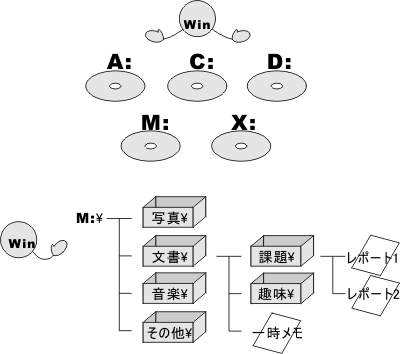 Win
A: C: D:
M: X:
Win
M:¥
写真¥
文書¥ 課題¥ レポート1
音楽¥ 趣味¥ レポート2
その他¥ 一時メモ